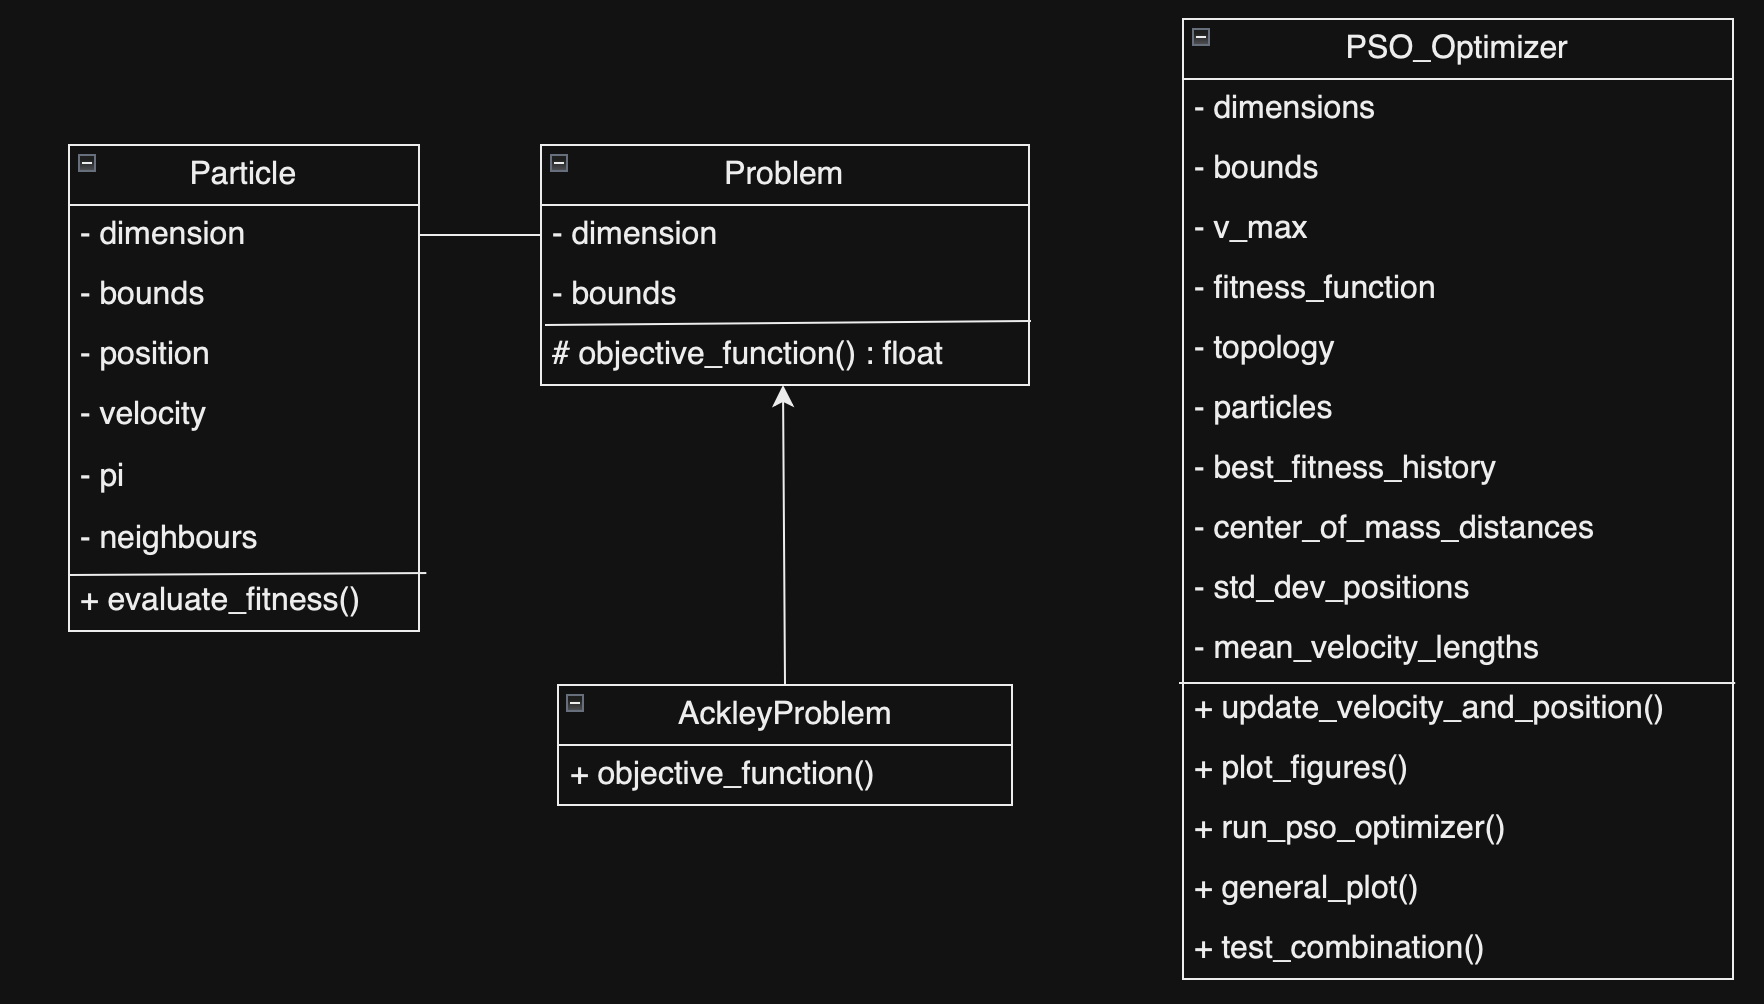 Particle
- dimension
- bounds
- position
- velocity
- pi
- neighbours
+ evaluate_fitness()
Problem
- dimension
- bounds
# objective_function() : float
AckleyProblem
+ objective_function()
PSO_Optimizer
- dimensions
- bounds
- v_max
- fitness_function
- topology
- particles
- best_fitness_history
- center_of_mass_distances
- std_dev_positions
- mean_velocity_lengths
+ update_velocity_and_position()
+ plot_figures()
+ run_pso_optimizer()
+ general_plot()
+ test_combination()